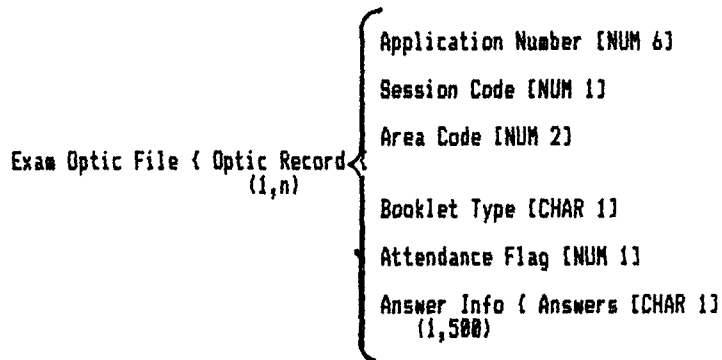 Application Number [NUM 6]
Session Code [NUM 1]
Area Code [NUM 2]
Exam Optic File { Optic Record {
(1,n)
Booklet Type [CHAR 1]
Attendance Flag [NUM 1]
Answer Info { Answers [CHAR 1]
(1,500)